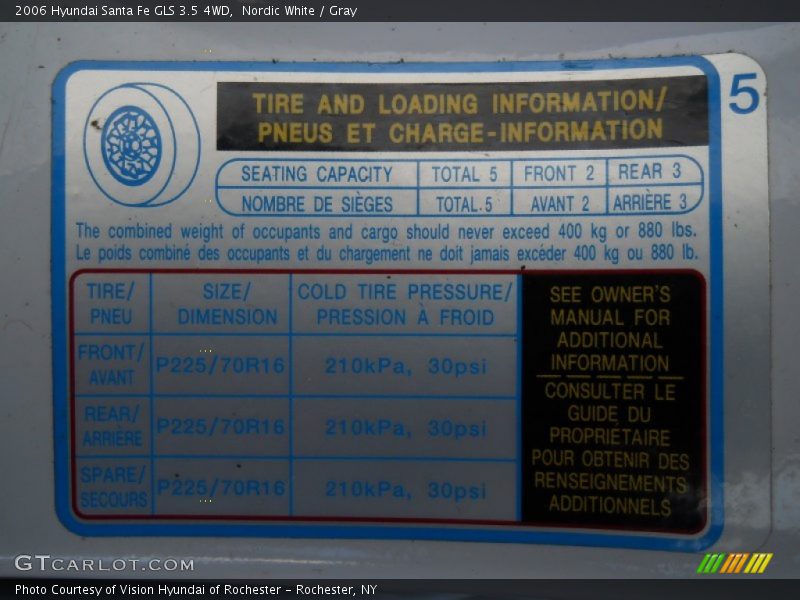 2006 Hyundai Santa Fe GLS 3.5 4WD, Nordic White / Gray
5
TIRE AND LOADING INFORMATION/
PNEUS ET CHARGE-INFORMATION
SEATING CAPACITY TOTAL 5 FRONT 2 REAR 3
NOMBRE DE SIÈGES TOTAL.5 AVANT 2 ARRIÈRE 3
The combined weight of occupants and cargo should never exceed 400 kg or 880 lbs.
Le poids combiné des occupants et du chargement ne doit jamais excéder 400 kg ou 880 lb.
TIRE/ SIZE/ COLD TIRE PRESSURE/
PNEU DIMENSION PRESSION À FROID
FRONT/
AVANT P225/70R16 210kPa, 30psi
REAR/
ARRIÈRE P225/70R16 210kPa, 30psi
SPARE/
SECOURS P225/70R16 210kPa, 30psi
SEE OWNER'S
MANUAL FOR
ADDITIONAL
INFORMATION
CONSULTER LE
GUIDE DU
PROPRIÉTAIRE
POUR OBTENIR DES
RENSEIGNEMENTS
ADDITIONNELS
GTCARLOT.COM
Photo Courtesy of Vision Hyundai of Rochester - Rochester, NY